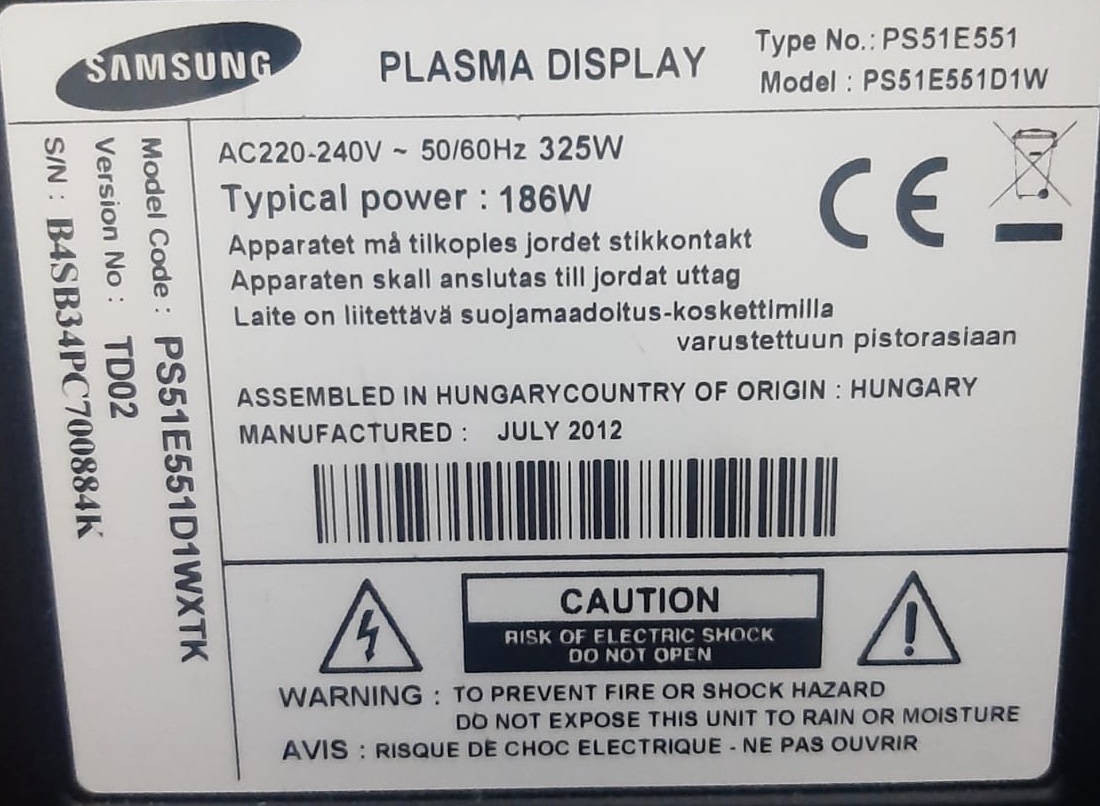 SAMSUNG
PLASMA DISPLAY
Type No.: PS51E551
Model : PS51E551D1W
Model Code : PS51E551D1WXTK
Version No : TD02
S/N : B4SB34PC700884K
AC220-240V ~ 50/60Hz 325W
Typical power : 186W
Apparatet må tilkoples jordet stikkontakt
Apparaten skall anslutas till jordat uttag
Laite on liitettävä suojamaadoitus-koskettimilla
varustettuun pistorasiaan
ASSEMBLED IN HUNGARYCOUNTRY OF ORIGIN : HUNGARY
MANUFACTURED : JULY 2012
CE
CAUTION
RISK OF ELECTRIC SHOCK
DO NOT OPEN
WARNING : TO PREVENT FIRE OR SHOCK HAZARD
DO NOT EXPOSE THIS UNIT TO RAIN OR MOISTURE
AVIS : RISQUE DE CHOC ELECTRIQUE - NE PAS OUVRIR